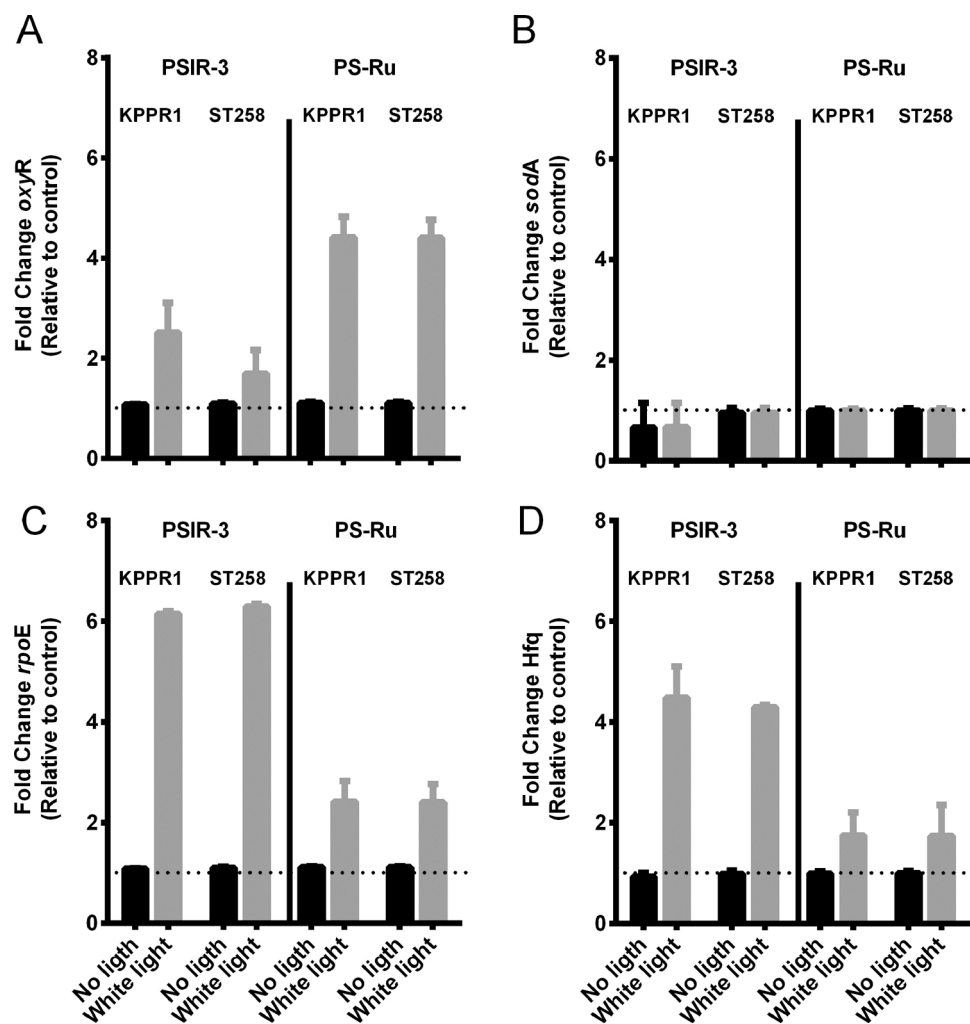 A
PSIR-3 PS-Ru
KPPR1 ST258 KPPR1 ST258
Fold Change oxyR
(Relative to control)
8
6
4
2
0
B
PSIR-3 PS-Ru
KPPR1 ST258 KPPR1 ST258
Fold Change sodA
(Relative to control)
8
6
4
2
0
C
PSIR-3 PS-Ru
KPPR1 ST258 KPPR1 ST258
Fold Change rpoE
(Relative to control)
8
6
4
2
0
No ligth
White light
No ligth
White light
No ligth
White light
No ligth
White light
D
PSIR-3 PS-Ru
KPPR1 ST258 KPPR1 ST258
Fold Change Hfq
(Relative to control)
8
6
4
2
0
No ligth
White light
No ligth
White light
No ligth
White light
No ligth
White light